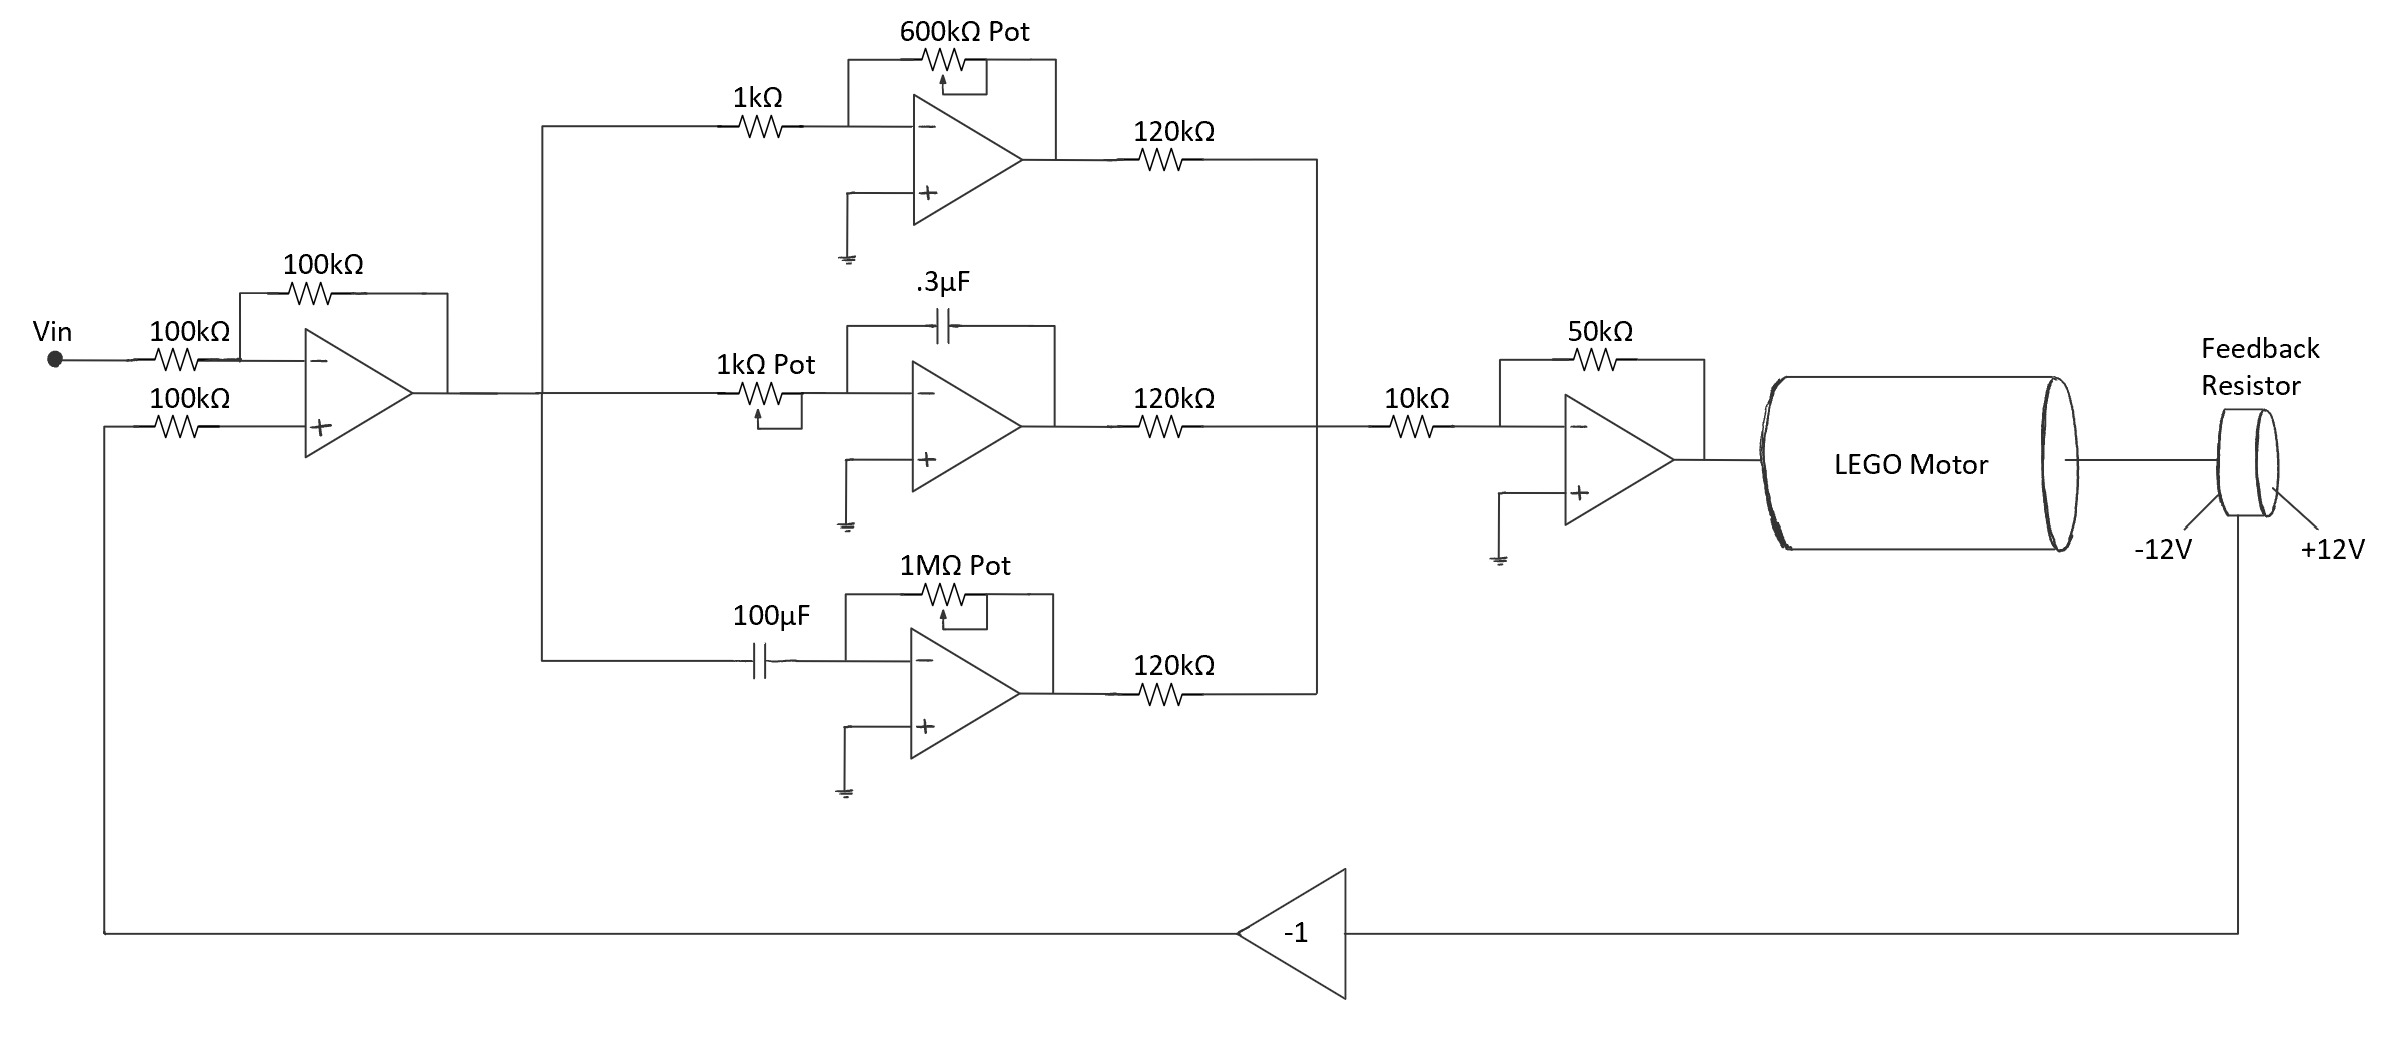 600kΩ Pot
1kΩ
120kΩ
100kΩ
.3µF
Vin
100kΩ
50kΩ
Feedback
Resistor
1kΩ Pot
100kΩ
120kΩ
10kΩ
LEGO Motor
-12V
+12V
1MΩ Pot
100µF
120kΩ
-1